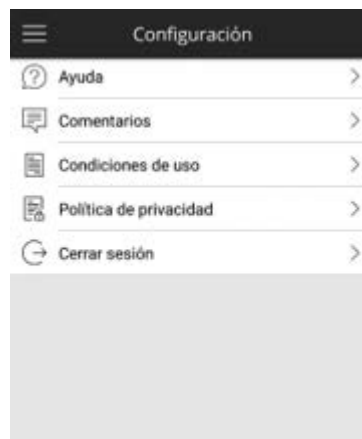 Configuración
Ayuda
Comentarios
Condiciones de uso
Política de privacidad
Cerrar sesión